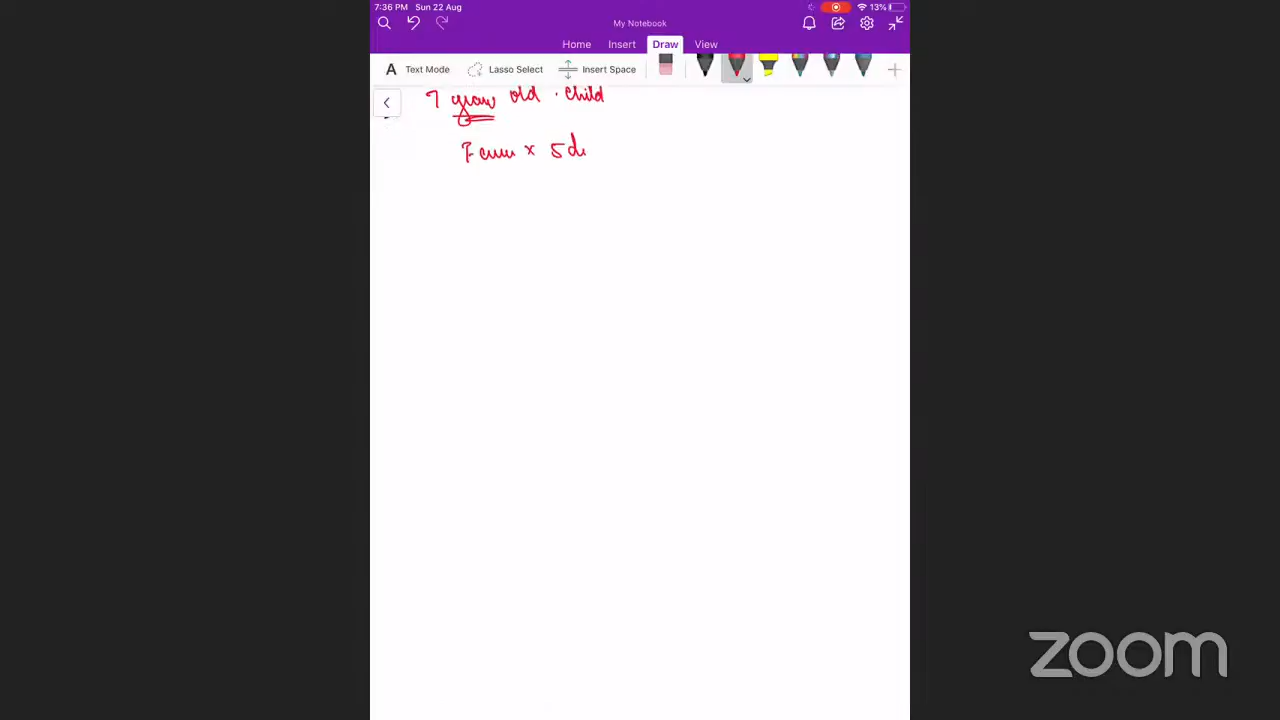 7:36 PM Sun 22 Aug 13%
My Notebook
Home Insert Draw View
A Text Mode Lasso Select Insert Space
7 year old . child
x 5 d
zoom